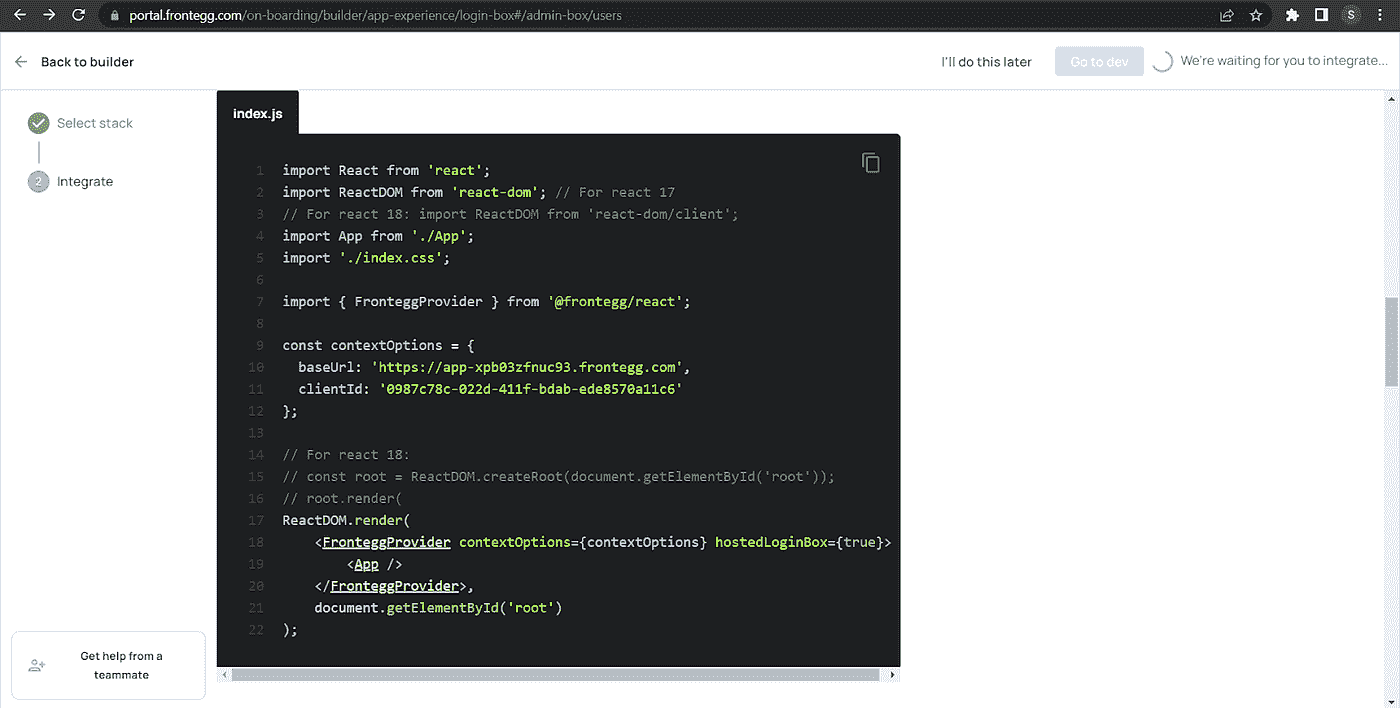 portal.frontegg.com/on-boarding/builder/app-experience/login-box#/admin-box/users
S
Back to builder
I'll do this later
Go to dev
We're waiting for you to integrate...
Select stack
2 Integrate
index.js
1 import React from 'react';
2 import ReactDOM from 'react-dom'; // For react 17
3 // For react 18: import ReactDOM from 'react-dom/client';
4 import App from './App';
5 import './index.css';
6
7 import { FronteggProvider } from '@frontegg/react';
8
9 const contextOptions = {
10   baseUrl: 'https://app-xpb03zfnuc93.frontegg.com',
11   clientId: '0987c78c-022d-411f-bdab-ede8570a11c6'
12 };
13
14 // For react 18:
15 // const root = ReactDOM.createRoot(document.getElementById('root'));
16 // root.render(
17 ReactDOM.render(
18     <FronteggProvider contextOptions={contextOptions} hostedLoginBox={true}>
19         <App />
20     </FronteggProvider>,
21     document.getElementById('root')
22 );
Get help from a
teammate